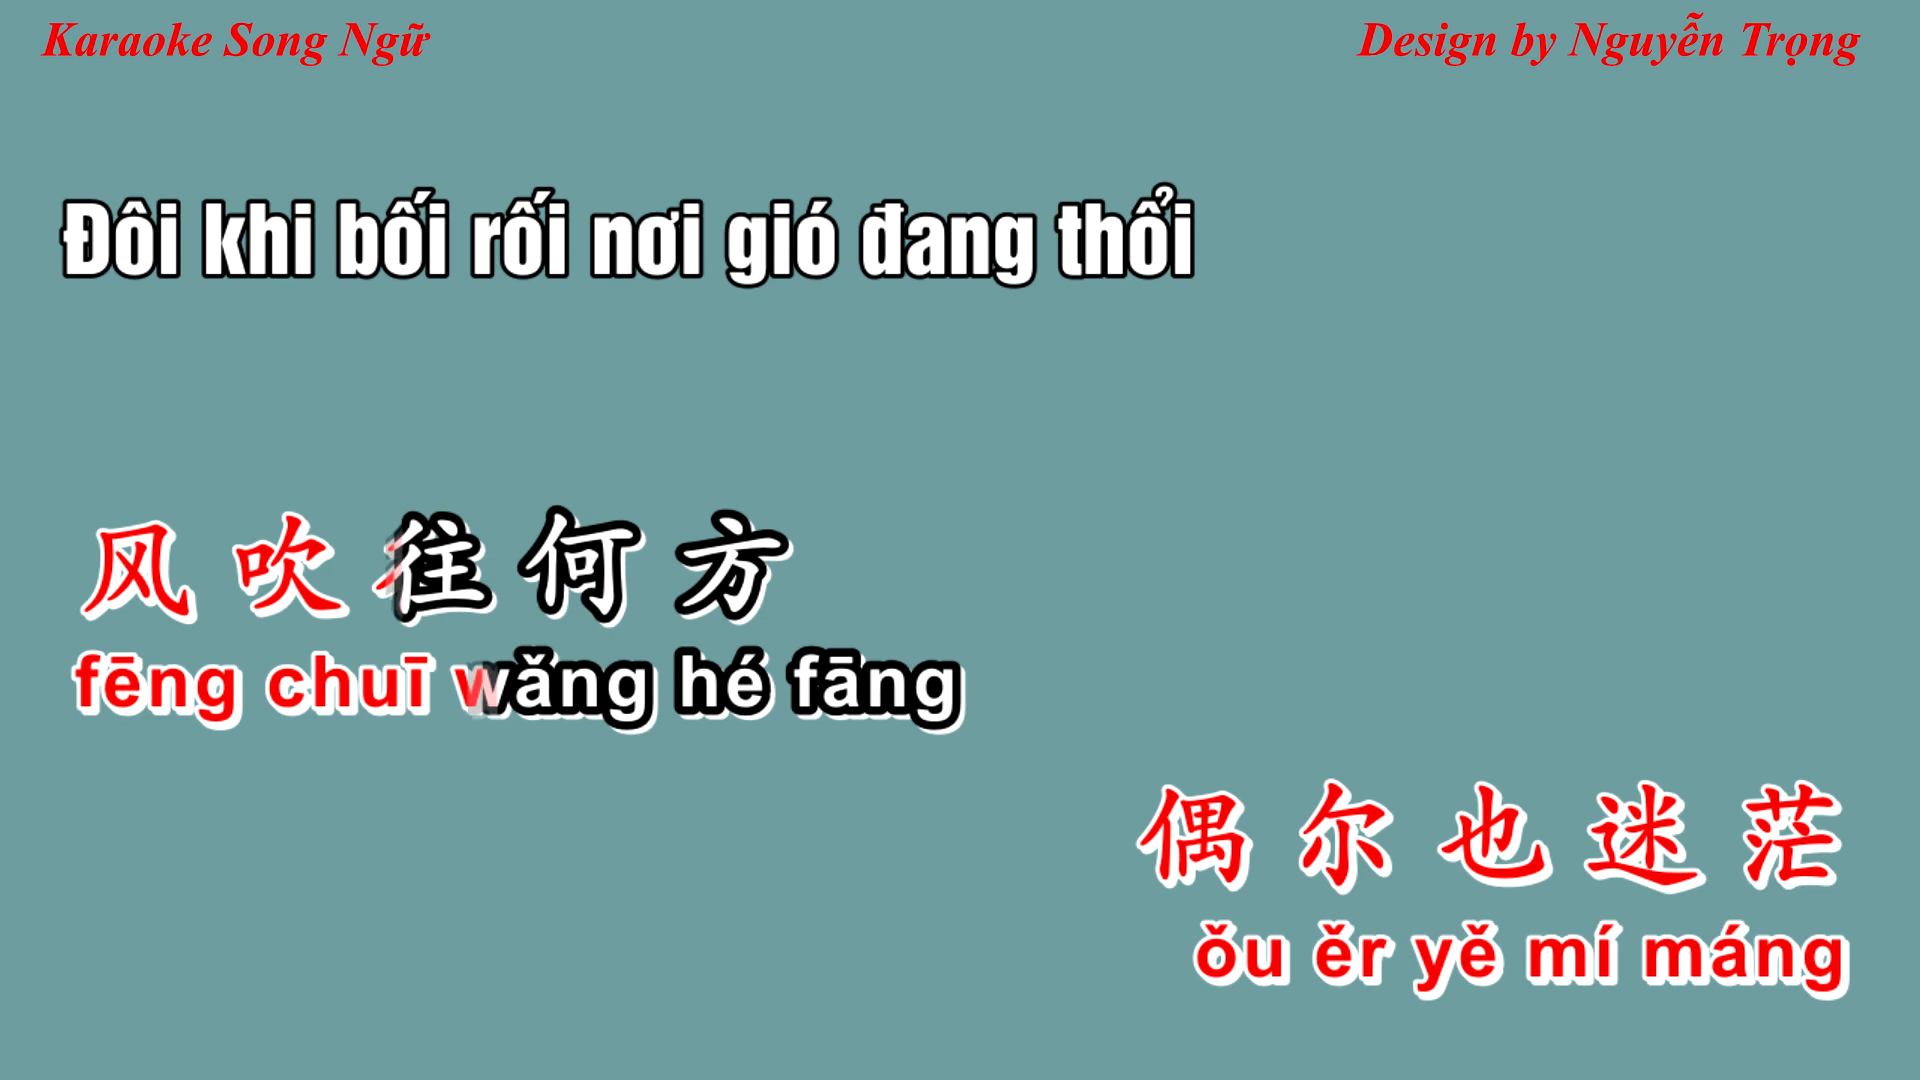 Karaoke Song Ngữ
Design by Nguyễn Trọng
Đôi khi bối rối nơi gió đang thổi
风吹往何方
fēng chuī wǎng hé fāng
偶尔也迷茫
ǒu ěr yě mí máng